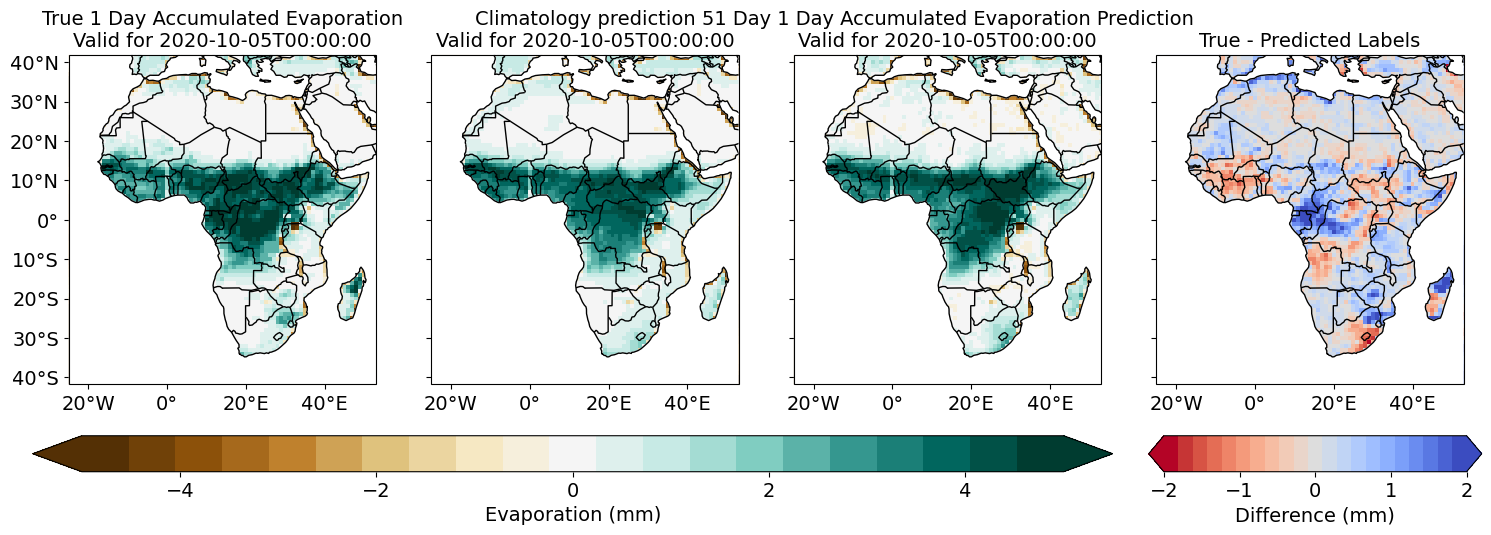 True 1 Day Accumulated Evaporation
Valid for 2020-10-05T00:00:00
Climatology prediction 51 Day 1 Day Accumulated Evaporation Prediction
Valid for 2020-10-05T00:00:00
Valid for 2020-10-05T00:00:00
True - Predicted Labels
40°N
30°N
20°N
10°N
0°
10°S
20°S
30°S
40°S
20°W 0° 20°E 40°E
20°W 0° 20°E 40°E
20°W 0° 20°E 40°E
20°W 0° 20°E 40°E
−4 −2 0 2 4
Evaporation (mm)
−2 −1 0 1 2
Difference (mm)